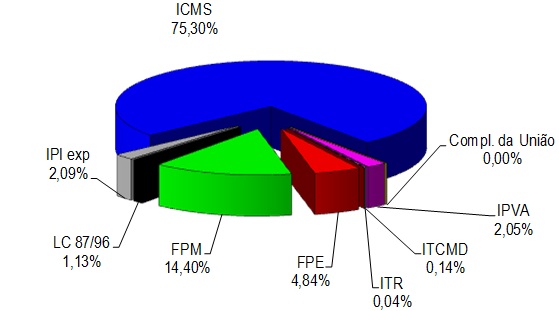 ICMS
75,30%
Compl. da União
0,00%
IPI exp
2,09%
IPVA
2,05%
LC 87/96
1,13%
FPM
14,40%
FPE
4,84%
ITCMD
0,14%
ITR
0,04%